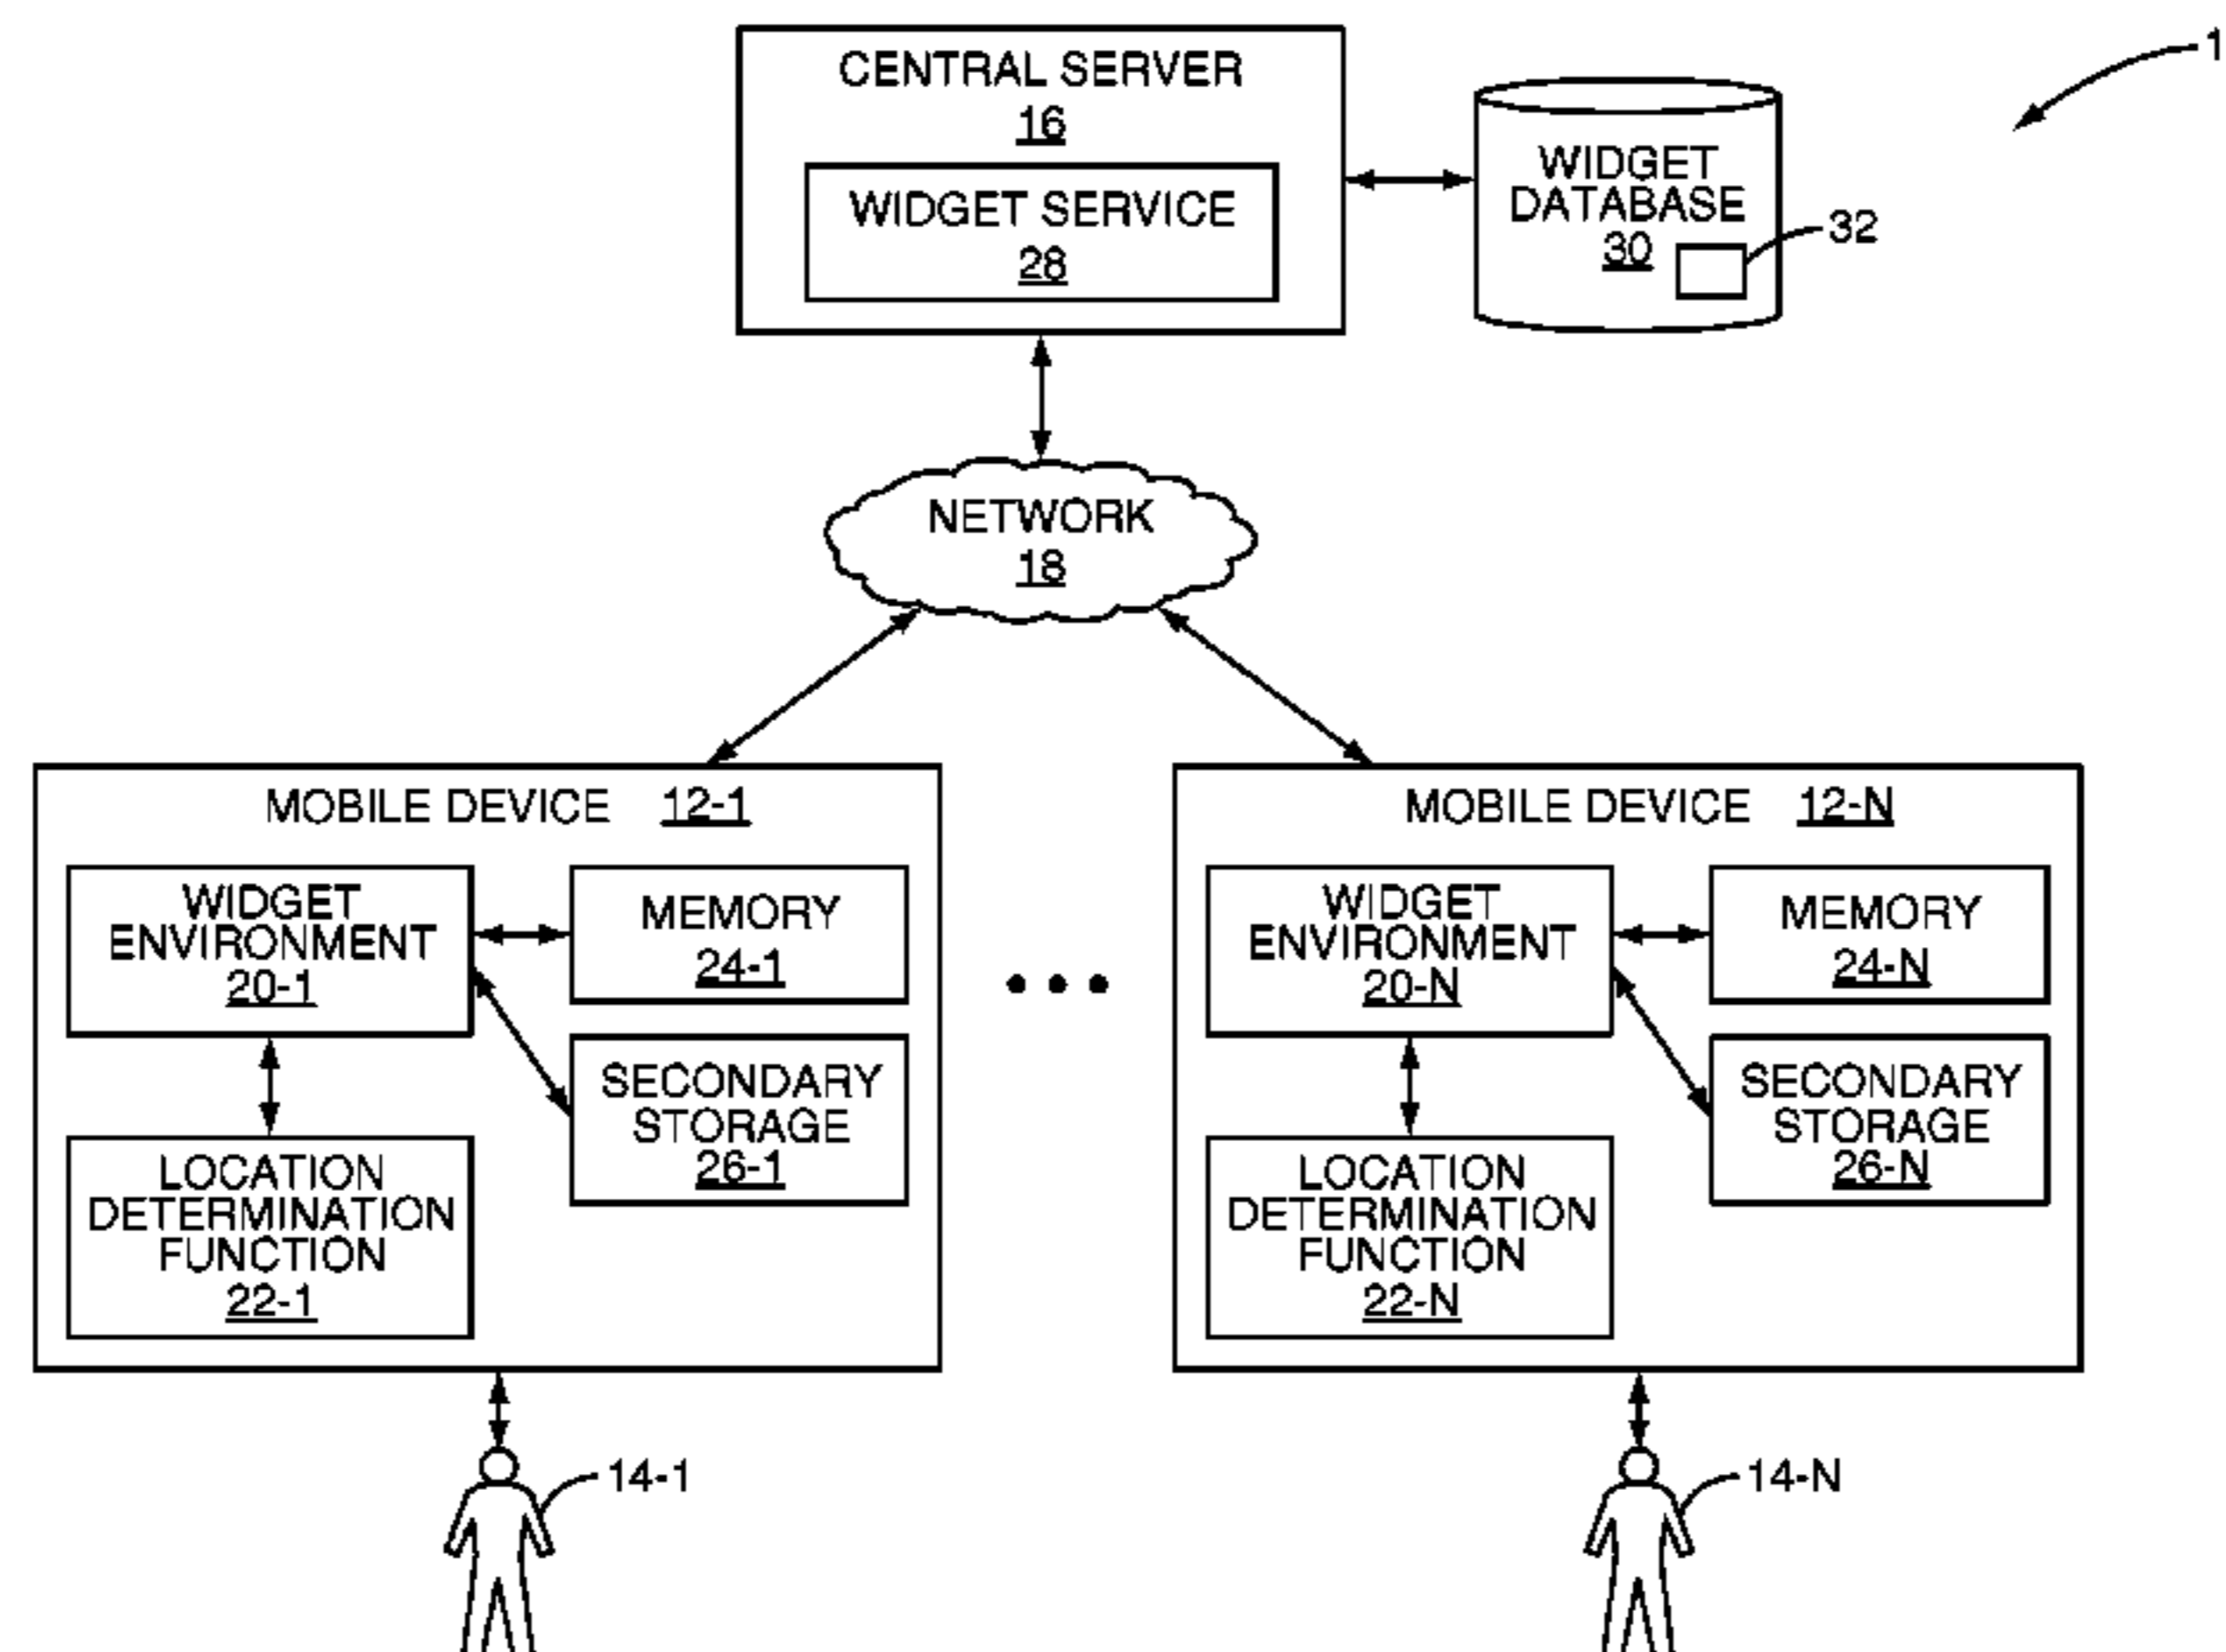 CENTRAL SERVER
16
WIDGET SERVICE
28
WIDGET
DATABASE
30
32
1
NETWORK
18
MOBILE DEVICE 12-1
WIDGET
ENVIRONMENT
20-1
MEMORY
24-1
SECONDARY
STORAGE
26-1
LOCATION
DETERMINATION
FUNCTION
22-1
14-1
MOBILE DEVICE 12-N
WIDGET
ENVIRONMENT
20-N
MEMORY
24-N
SECONDARY
STORAGE
26-N
LOCATION
DETERMINATION
FUNCTION
22-N
14-N